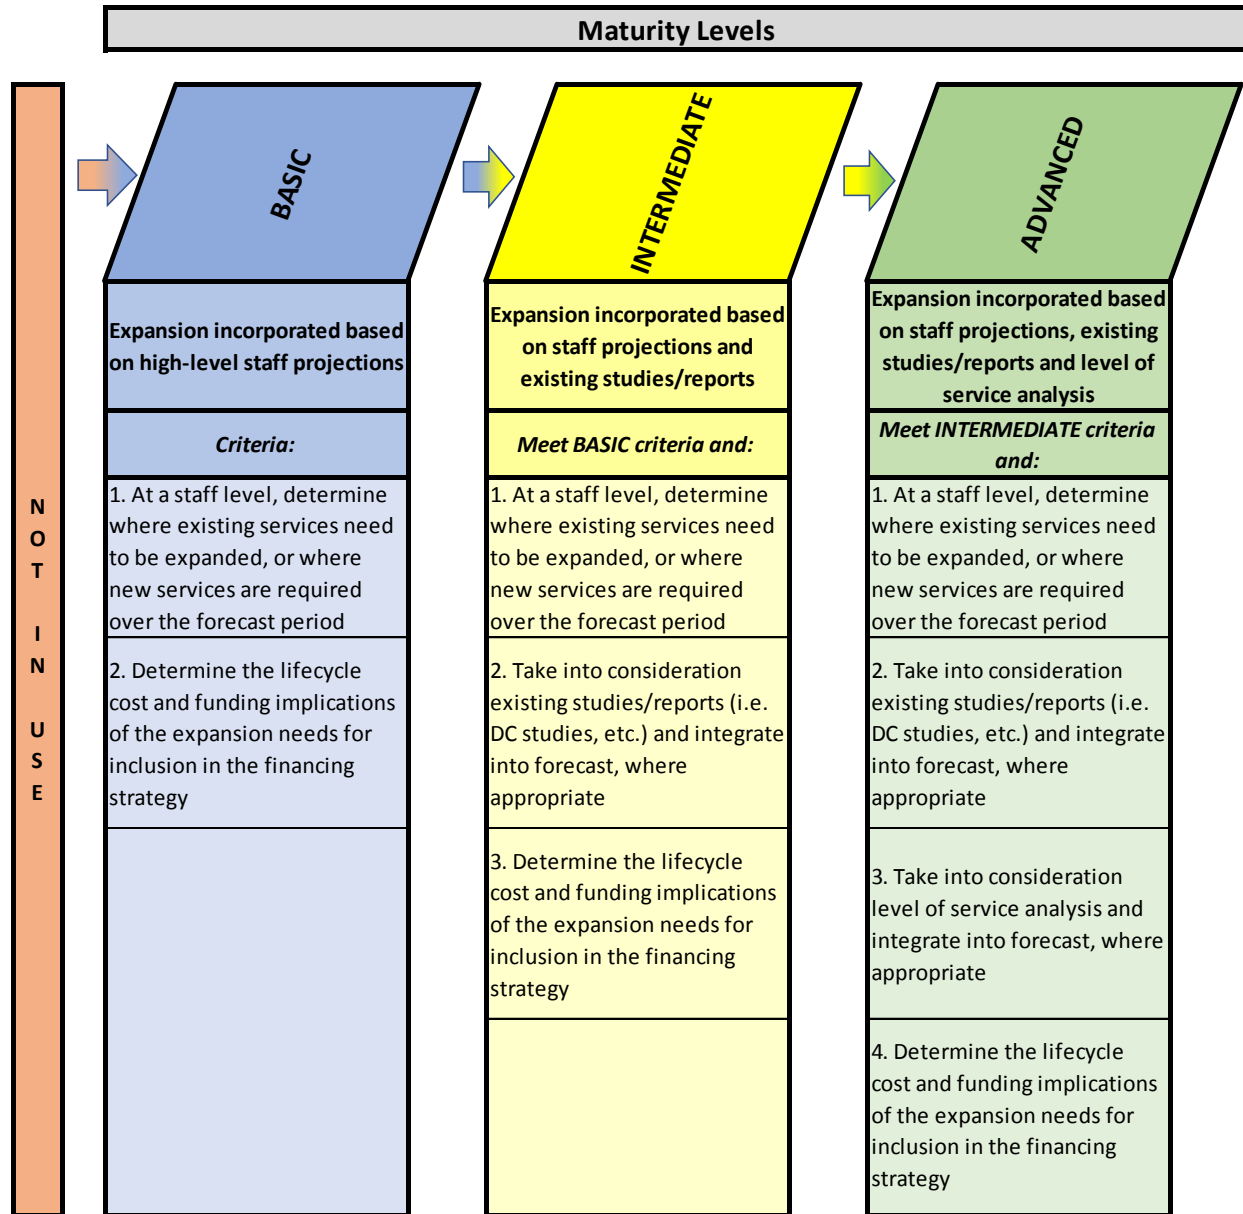 Maturity Levels
NOT IN USE
BASIC
Expansion incorporated based
on high-level staff projections
Criteria:
1. At a staff level, determine
where existing services need
to be expanded, or where
new services are required
over the forecast period
2. Determine the lifecycle
cost and funding implications
of the expansion needs for
inclusion in the financing
strategy
INTERMEDIATE
Expansion incorporated based
on staff projections and
existing studies/reports
Meet BASIC criteria and:
1. At a staff level, determine
where existing services need
to be expanded, or where
new services are required
over the forecast period
2. Take into consideration
existing studies/reports (i.e.
DC studies, etc.) and integrate
into forecast, where
appropriate
3. Determine the lifecycle
cost and funding implications
of the expansion needs for
inclusion in the financing
strategy
ADVANCED
Expansion incorporated based
on staff projections, existing
studies/reports and level of
service analysis
Meet INTERMEDIATE criteria
and:
1. At a staff level, determine
where existing services need
to be expanded, or where
new services are required
over the forecast period
2. Take into consideration
existing studies/reports (i.e.
DC studies, etc.) and integrate
into forecast, where
appropriate
3. Take into consideration
level of service analysis and
integrate into forecast, where
appropriate
4. Determine the lifecycle
cost and funding implications
of the expansion needs for
inclusion in the financing
strategy